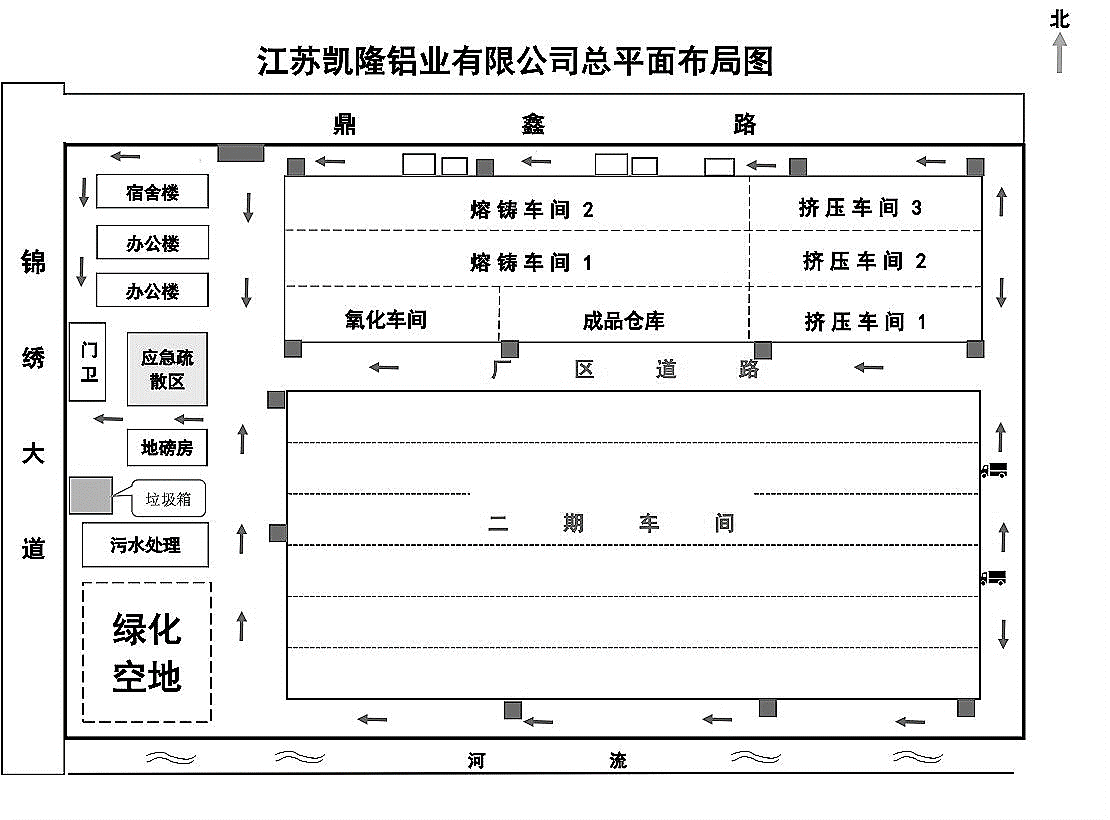 北
江苏凯隆铝业有限公司总平面布局图
鼎鑫路
锦绣大道
宿舍楼
办公楼
办公楼
门卫
应急疏
散区
地磅房
垃圾箱
污水处理
绿化
空地
熔铸车间 2
挤压车间 3
熔铸车间 1
挤压车间 2
氧化车间
成品仓库
挤压车间 1
厂区道路
二期车间
河流